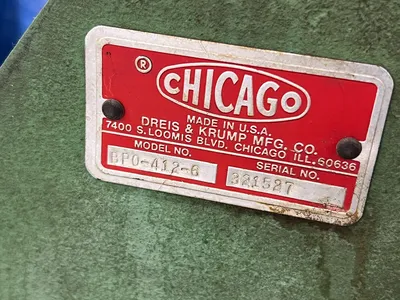 ®
CHICAGO
MADE IN U.S.A.
DREIS & KRUMP MFG. CO.
7400 S. LOOMIS BLVD. CHICAGO ILL. 60636
MODEL NO. SERIAL NO.
BPO-412-6 321527